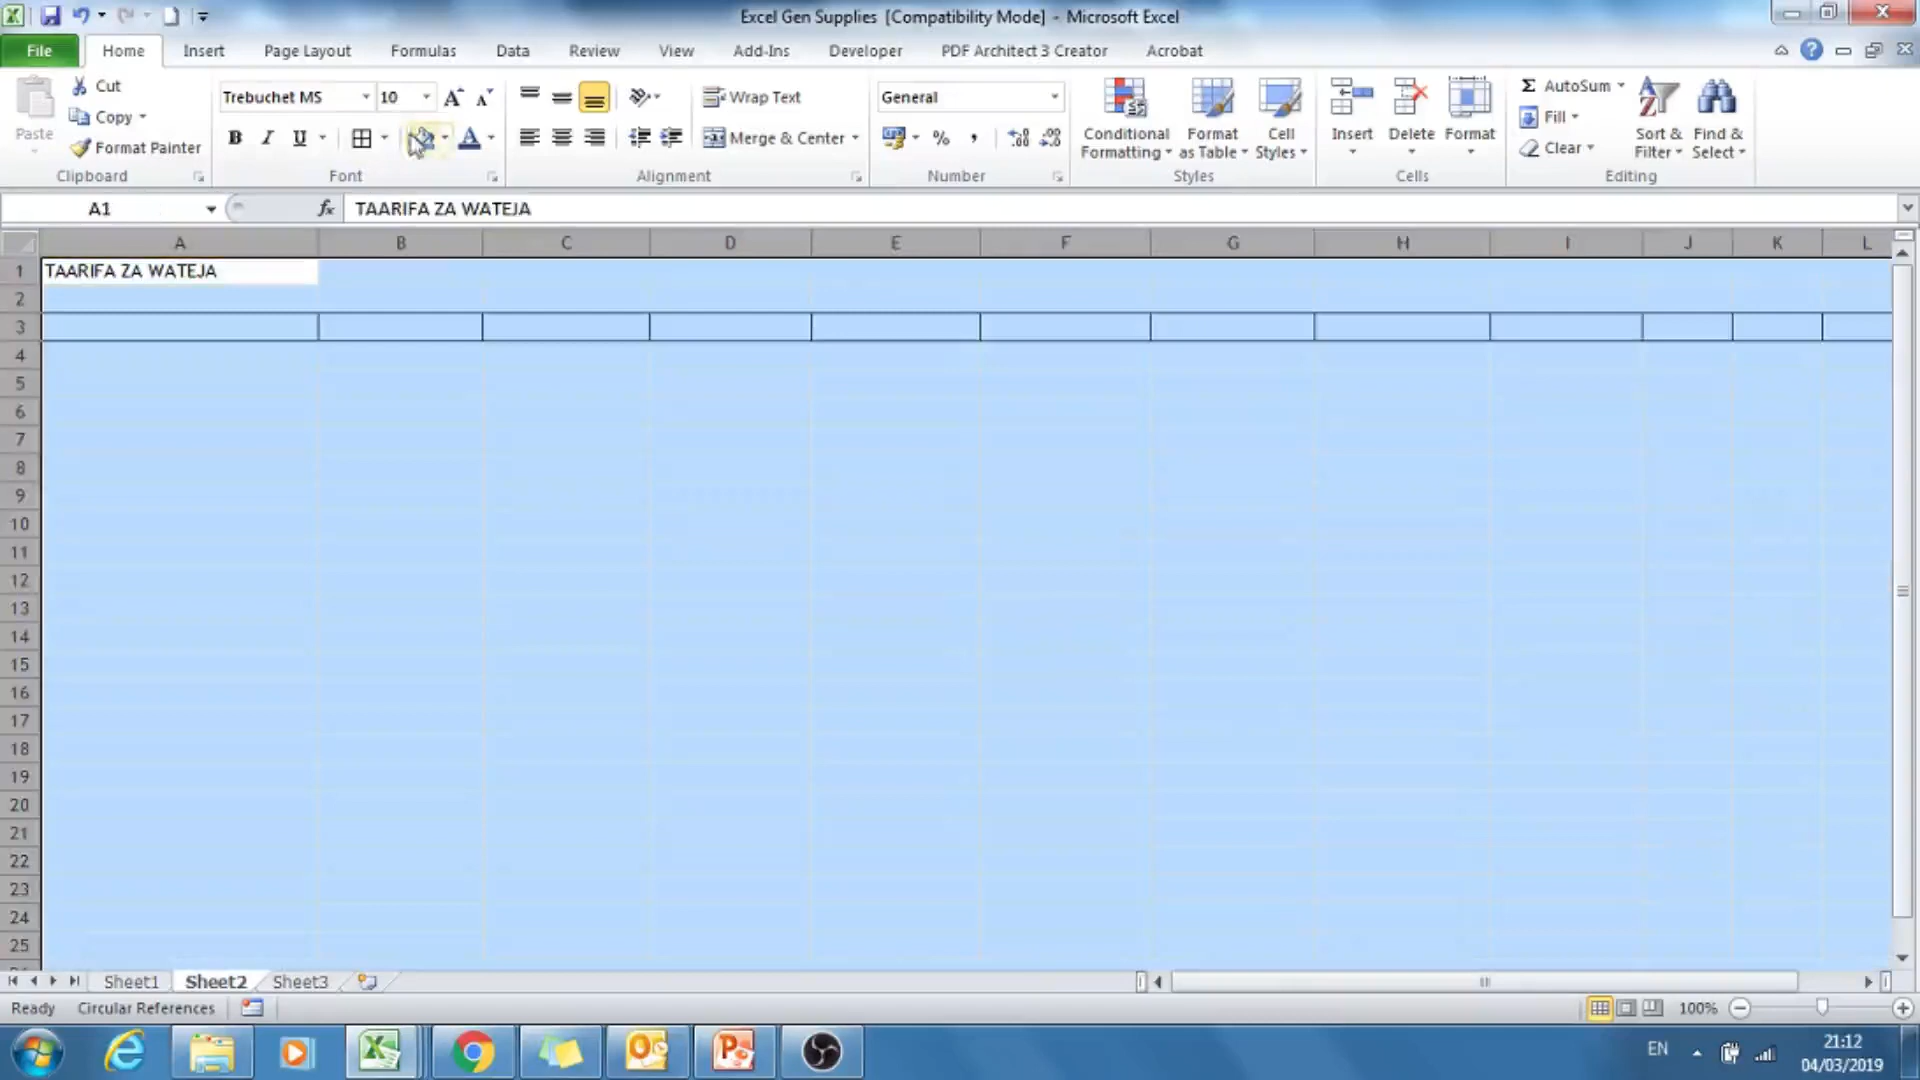 Excel Gen Supplies [Compatibility Mode] - Microsoft Excel
File Home Insert Page Layout Formulas Data Review View Add-Ins Developer PDF Architect 3 Creator Acrobat
Paste
Cut
Copy
Format Painter
Clipboard
Trebuchet MS 10
B I U A
Font
Wrap Text
Merge & Center
Alignment
General
%
Number
Conditional Formatting
Format as Table
Cell Styles
Styles
Insert Delete Format
Cells
Σ AutoSum
Fill
Clear
Sort & Filter
Find & Select
Editing
A1 fx TAARIFA ZA WATEJA
A B C D E F G H I J K L
1 TAARIFA ZA WATEJA
2
3
4
5
6
7
8
9
10
11
12
13
14
15
16
17
18
19
20
21
22
23
24
25
Sheet1 Sheet2 Sheet3
Ready Circular References 100%
EN 21:12
04/03/2019